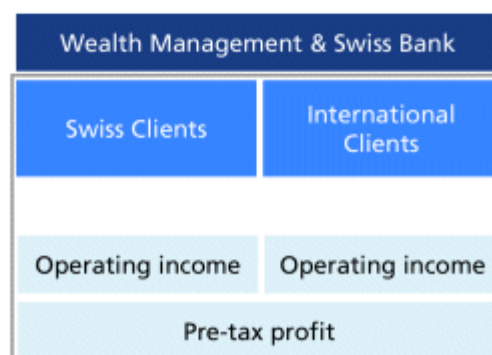 Wealth Management & Swiss Bank
Swiss Clients
International
Clients
Operating income
Operating income
Pre-tax profit